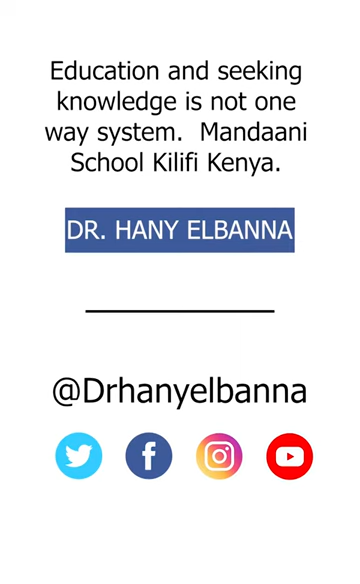 Education and seeking
knowledge is not one
way system.  Mandaani
School Kilifi Kenya.
DR. HANY ELBANNA
@Drhanyelbanna